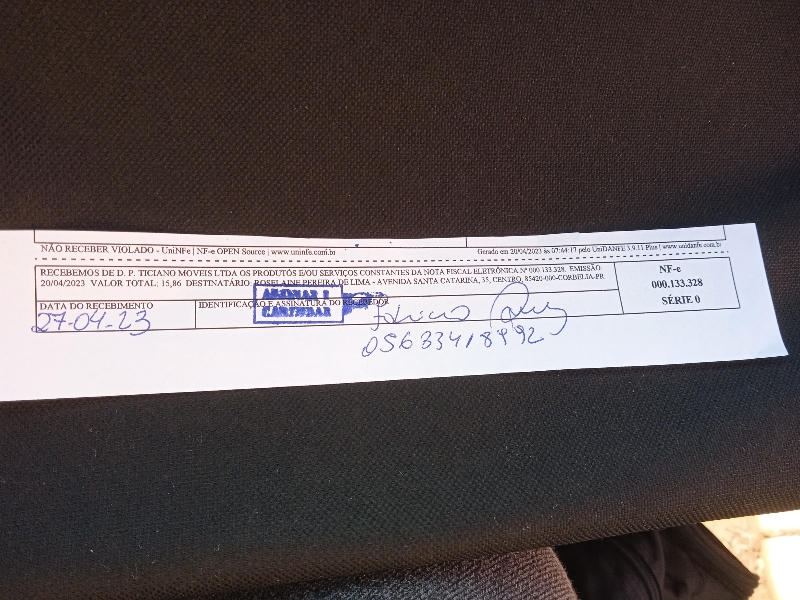 NÃO RECEBER VIOLADO - UniNFe | NF-e OPEN Source | www.uninfe.com.br
Gerado em 20/04/2023 às 07:44:17 pelo UniDANFE 3.9.11 Plus | www.unidanfe.com.br
RECEBEMOS DE D. P. TICIANO MOVEIS LTDA OS PRODUTOS E/OU SERVIÇOS CONSTANTES DA NOTA FISCAL ELETRÔNICA Nº 000.133.328. EMISSÃO
20/04/2023 VALOR TOTAL: 15,86 DESTINATÁRIO: ROSELAINE PEREIRA DE LIMA - AVENIDA SANTA CATARINA, 35, CENTRO, 85420-000-CORBELIA-PR
NF-e
000.133.328
SÉRIE 0
DATA DO RECEBIMENTO
27-04-23
IDENTIFICAÇÃO E ASSINATURA DO RECEBEDOR
ASSINAR E
CARIMBAR